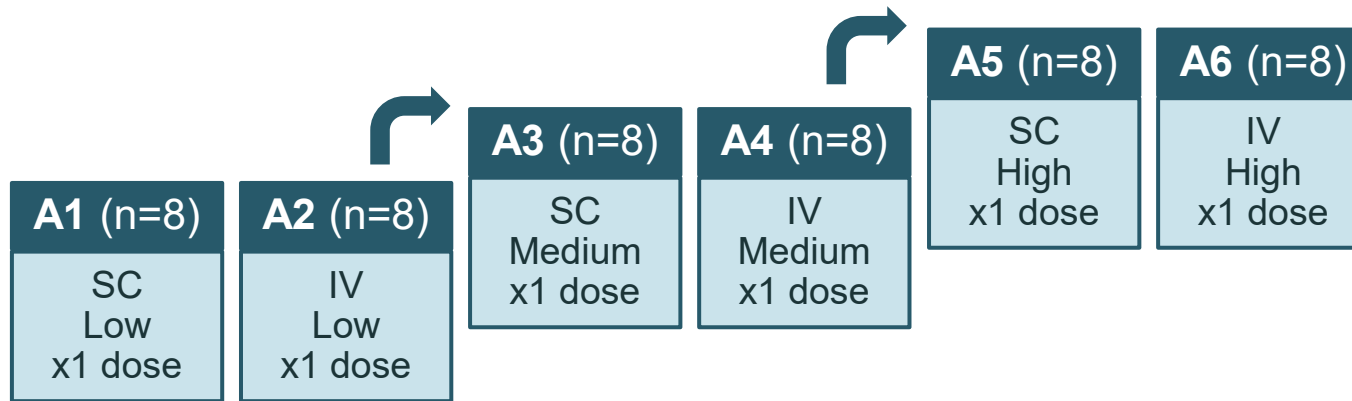 A1 (n=8)
SC
Low
x1 dose
A2 (n=8)
IV
Low
x1 dose
A3 (n=8)
SC
Medium
x1 dose
A4 (n=8)
IV
Medium
x1 dose
A5 (n=8)
SC
High
x1 dose
A6 (n=8)
IV
High
x1 dose